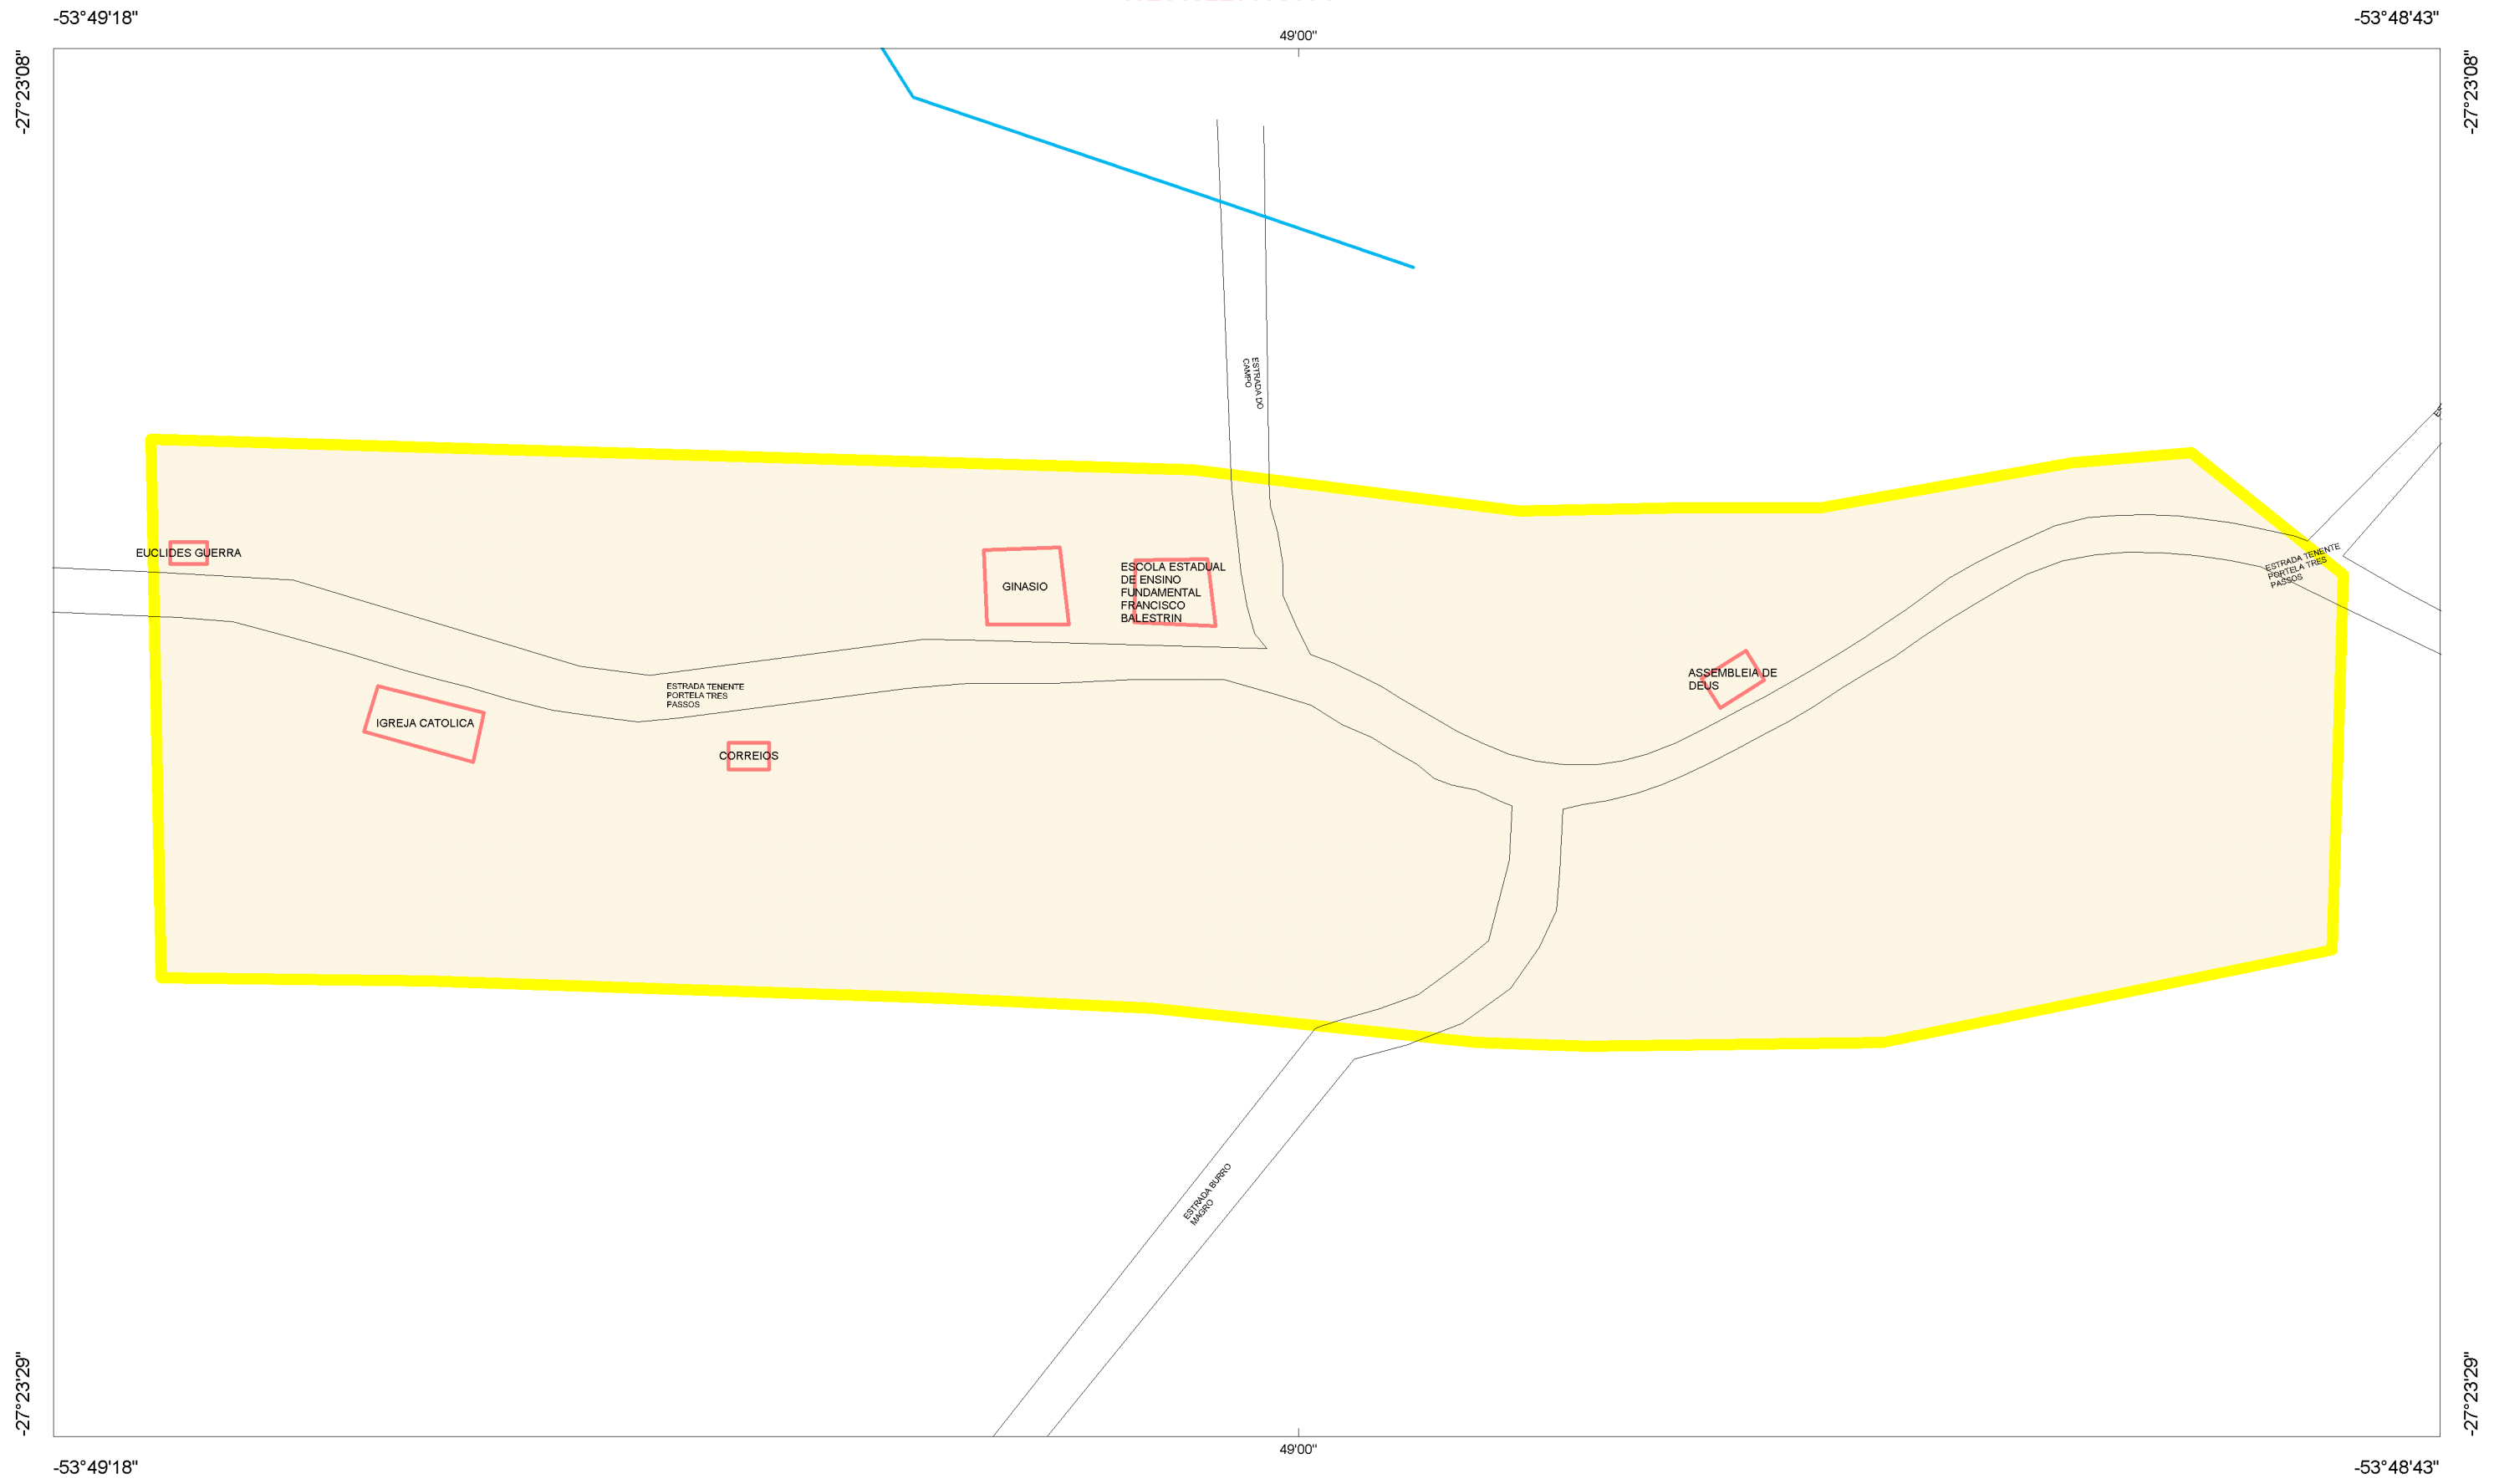 -53°49'18"
-53°48'43"
49'00"
-27°23'08"
-27°23'08"
ESTRADA DO
CAMPO
EUCLIDES GUERRA
GINASIO
ESCOLA ESTADUAL
DE ENSINO
FUNDAMENTAL
FRANCISCO
BALESTRIN
ESTRADA TENENTE
PORTELA TRES
PASSOS
ASSEMBLEIA DE
DEUS
ESTRADA TENENTE
PORTELA TRES
PASSOS
IGREJA CATOLICA
CORREIOS
ESTRADA BURRO
MAGRO
-27°23'29"
-27°23'29"
49'00"
-53°49'18"
-53°48'43"